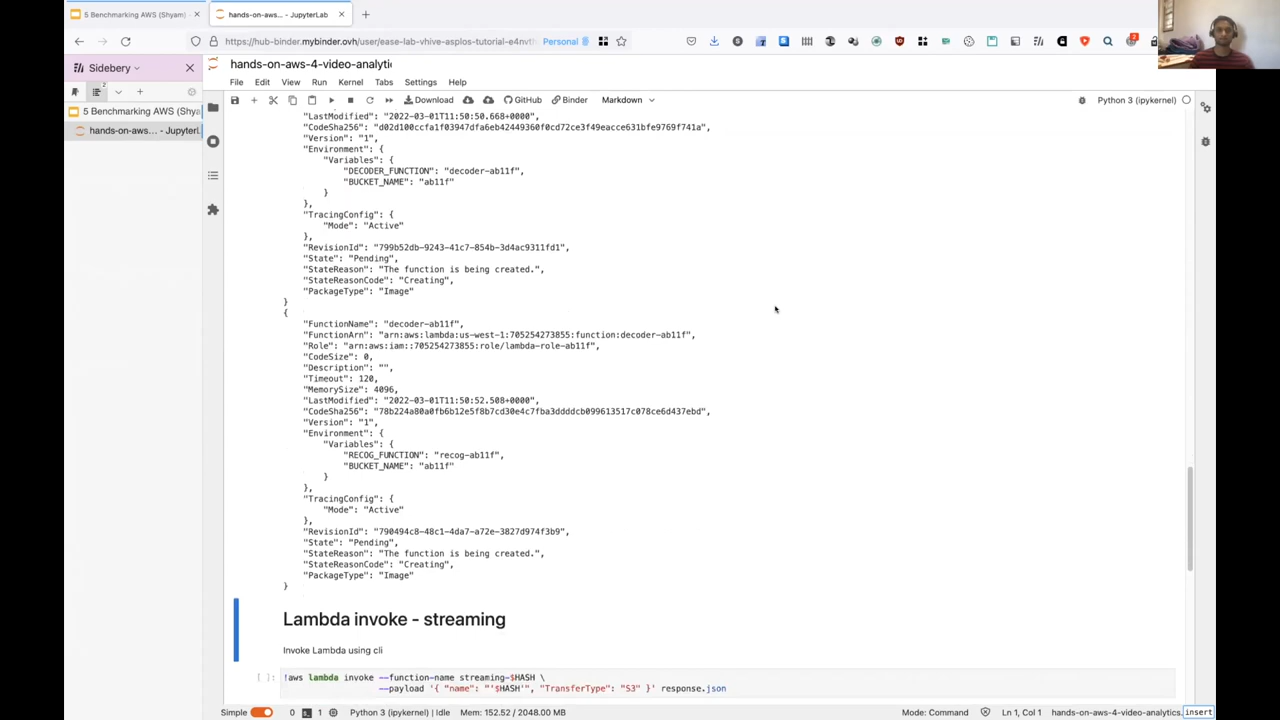 5 Benchmarking AWS (Shyam)
hands-on-aws... - JupyterLab
https://hub-binder.mybinder.ovh/user/ease-lab-vhive-asplos-tutorial-e4nvth
Personal
Sidebery
hands-on-aws-4-video-analytic
File Edit View Run Kernel Tabs Settings Help
5 Benchmarking AWS (Shya
hands-on-aws... - JupyterL
Download
GitHub
Binder
Markdown
Python 3 (ipykernel)
"LastModified": "2022-03-01T11:50:50.668+0000",
"CodeSha256": "d02d100ccfa1f03947dfa6eb42449360f0cd72ce3f49eacce631bfe9769f741a",
"Version": "1",
"Environment": {
"Variables": {
"DECODER_FUNCTION": "decoder-ab11f",
"BUCKET_NAME": "ab11f"
}
},
"TracingConfig": {
"Mode": "Active"
},
"RevisionId": "799b52db-9243-41c7-854b-3d4ac9311fd1",
"State": "Pending",
"StateReason": "The function is being created.",
"StateReasonCode": "Creating",
"PackageType": "Image"
}
{
"FunctionName": "decoder-ab11f",
"FunctionArn": "arn:aws:lambda:us-west-1:705254273855:function:decoder-ab11f",
"Role": "arn:aws:iam::705254273855:role/lambda-role-ab11f",
"CodeSize": 0,
"Description": "",
"Timeout": 120,
"MemorySize": 4096,
"LastModified": "2022-03-01T11:50:52.508+0000",
"CodeSha256": "78b224a80a0fb6b12e5f8b7cd30e4c7fba3ddddcb099613517c078ce6d437ebd",
"Version": "1",
"Environment": {
"Variables": {
"RECOG_FUNCTION": "recog-ab11f",
"BUCKET_NAME": "ab11f"
}
},
"TracingConfig": {
"Mode": "Active"
},
"RevisionId": "790494c8-48c1-4da7-a72e-3827d974f3b9",
"State": "Pending",
"StateReason": "The function is being created.",
"StateReasonCode": "Creating",
"PackageType": "Image"
}
Lambda invoke - streaming
Invoke Lambda using cli
[ ]: !aws lambda invoke --function-name streaming-$HASH \
--payload '{ "name": "'$HASH'", "TransferType": "S3" }' response.json
Simple 0 1 Python 3 (ipykernel) | Idle Mem: 152.52 / 2048.00 MB Mode: Command Ln 1, Col 1 hands-on-aws-4-video-analytics. insert